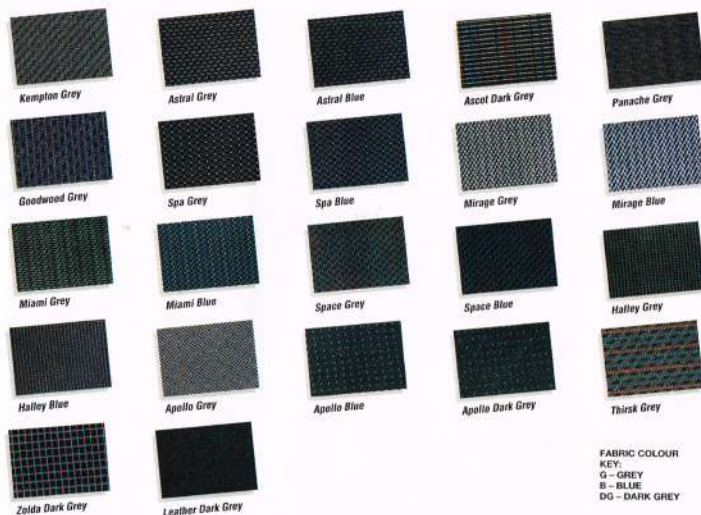 Kempton Grey
Astral Grey
Astral Blue
Ascot Dark Grey
Panache Grey
Goodwood Grey
Spa Grey
Spa Blue
Mirage Grey
Mirage Blue
Miami Grey
Miami Blue
Space Grey
Space Blue
Halley Grey
Halley Blue
Apollo Grey
Apollo Blue
Apollo Dark Grey
Thirsk Grey
Zolda Dark Grey
Leather Dark Grey
FABRIC COLOUR
KEY:
G – GREY
B – BLUE
DG – DARK GREY